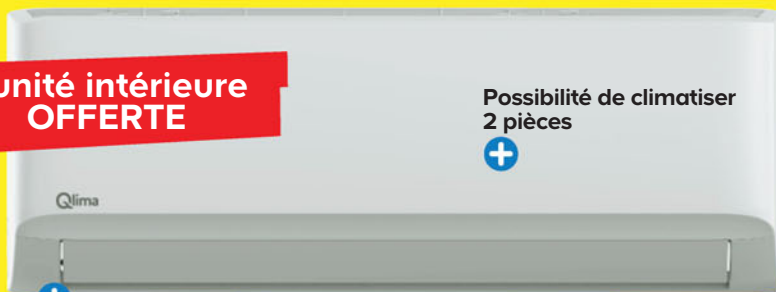 unité intérieure
OFFERTE
Possibilité de climatiser
2 pièces
Qlima